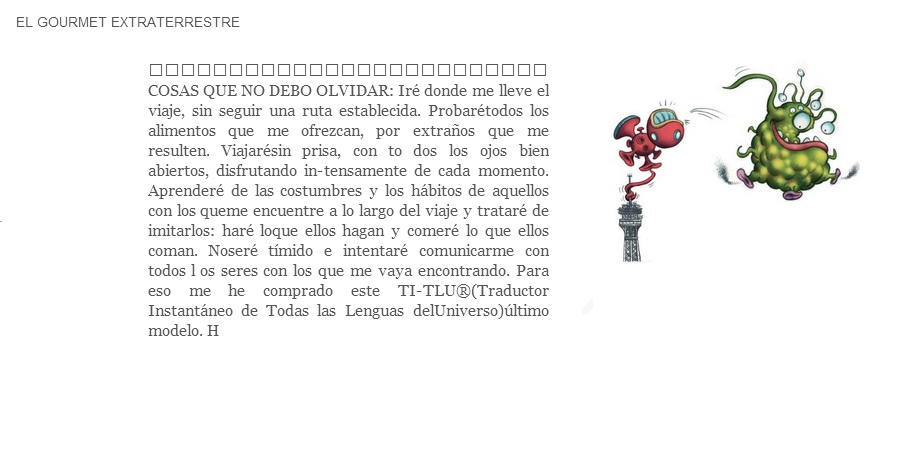 EL GOURMET EXTRATERRESTRE
□□□□□□□□□□□□□□□□□□□□□□□□□
COSAS QUE NO DEBO OLVIDAR: Iré donde me lleve el
viaje, sin seguir una ruta establecida. Probarétodos los
alimentos que me ofrezcan, por extraños que me
resulten. Viajarésin prisa, con to dos los ojos bien
abiertos, disfrutando in-tensamente de cada momento.
Aprenderé de las costumbres y los hábitos de aquellos
con los queme encuentre a lo largo del viaje y trataré de
imitarlos: haré loque ellos hagan y comeré lo que ellos
coman. Noseré tímido e intentaré comunicarme con
todos l os seres con los que me vaya encontrando. Para
eso me he comprado este TI-TLU®(Traductor
Instantáneo de Todas las Lenguas delUniverso)último
modelo. H